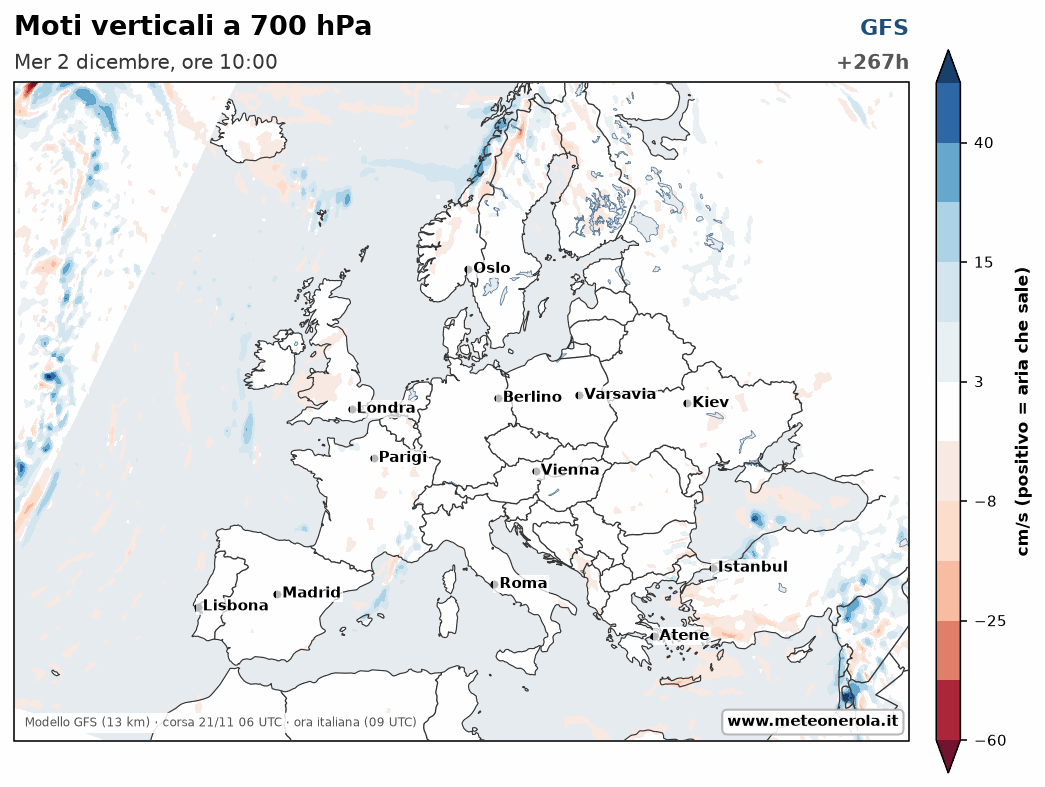 Moti verticali a 700 hPa
GFS
Mer 2 dicembre, ore 10:00
+267h
40
15
3
−8
−25
−60
cm/s (positivo = aria che sale)
Oslo
Londra
Berlino
Varsavia
Kiev
Parigi
Vienna
Istanbul
Roma
Madrid
Lisbona
Atene
Modello GFS (13 km) · corsa 21/11 06 UTC · ora italiana (09 UTC)
www.meteonerola.it